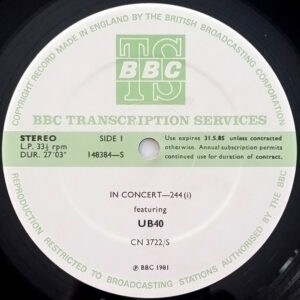 COPYRIGHT RECORD MADE IN ENGLAND BY THE BRITISH BROADCASTING CORPORATION
TS
BBC
BBC TRANSCRIPTION SERVICES
STEREO SIDE 1 Use expires 31.5.85 unless contracted
L.P. 33⅓ rpm otherwise. Annual subscription permits
DUR. 27'03" 148384—S continued use for duration of contract.
IN CONCERT—244 (i)
featuring
UB40
CN 3722/S
℗ BBC 1981
REPRODUCTION RESTRICTED TO BROADCASTING STATIONS AUTHORISED BY THE BBC